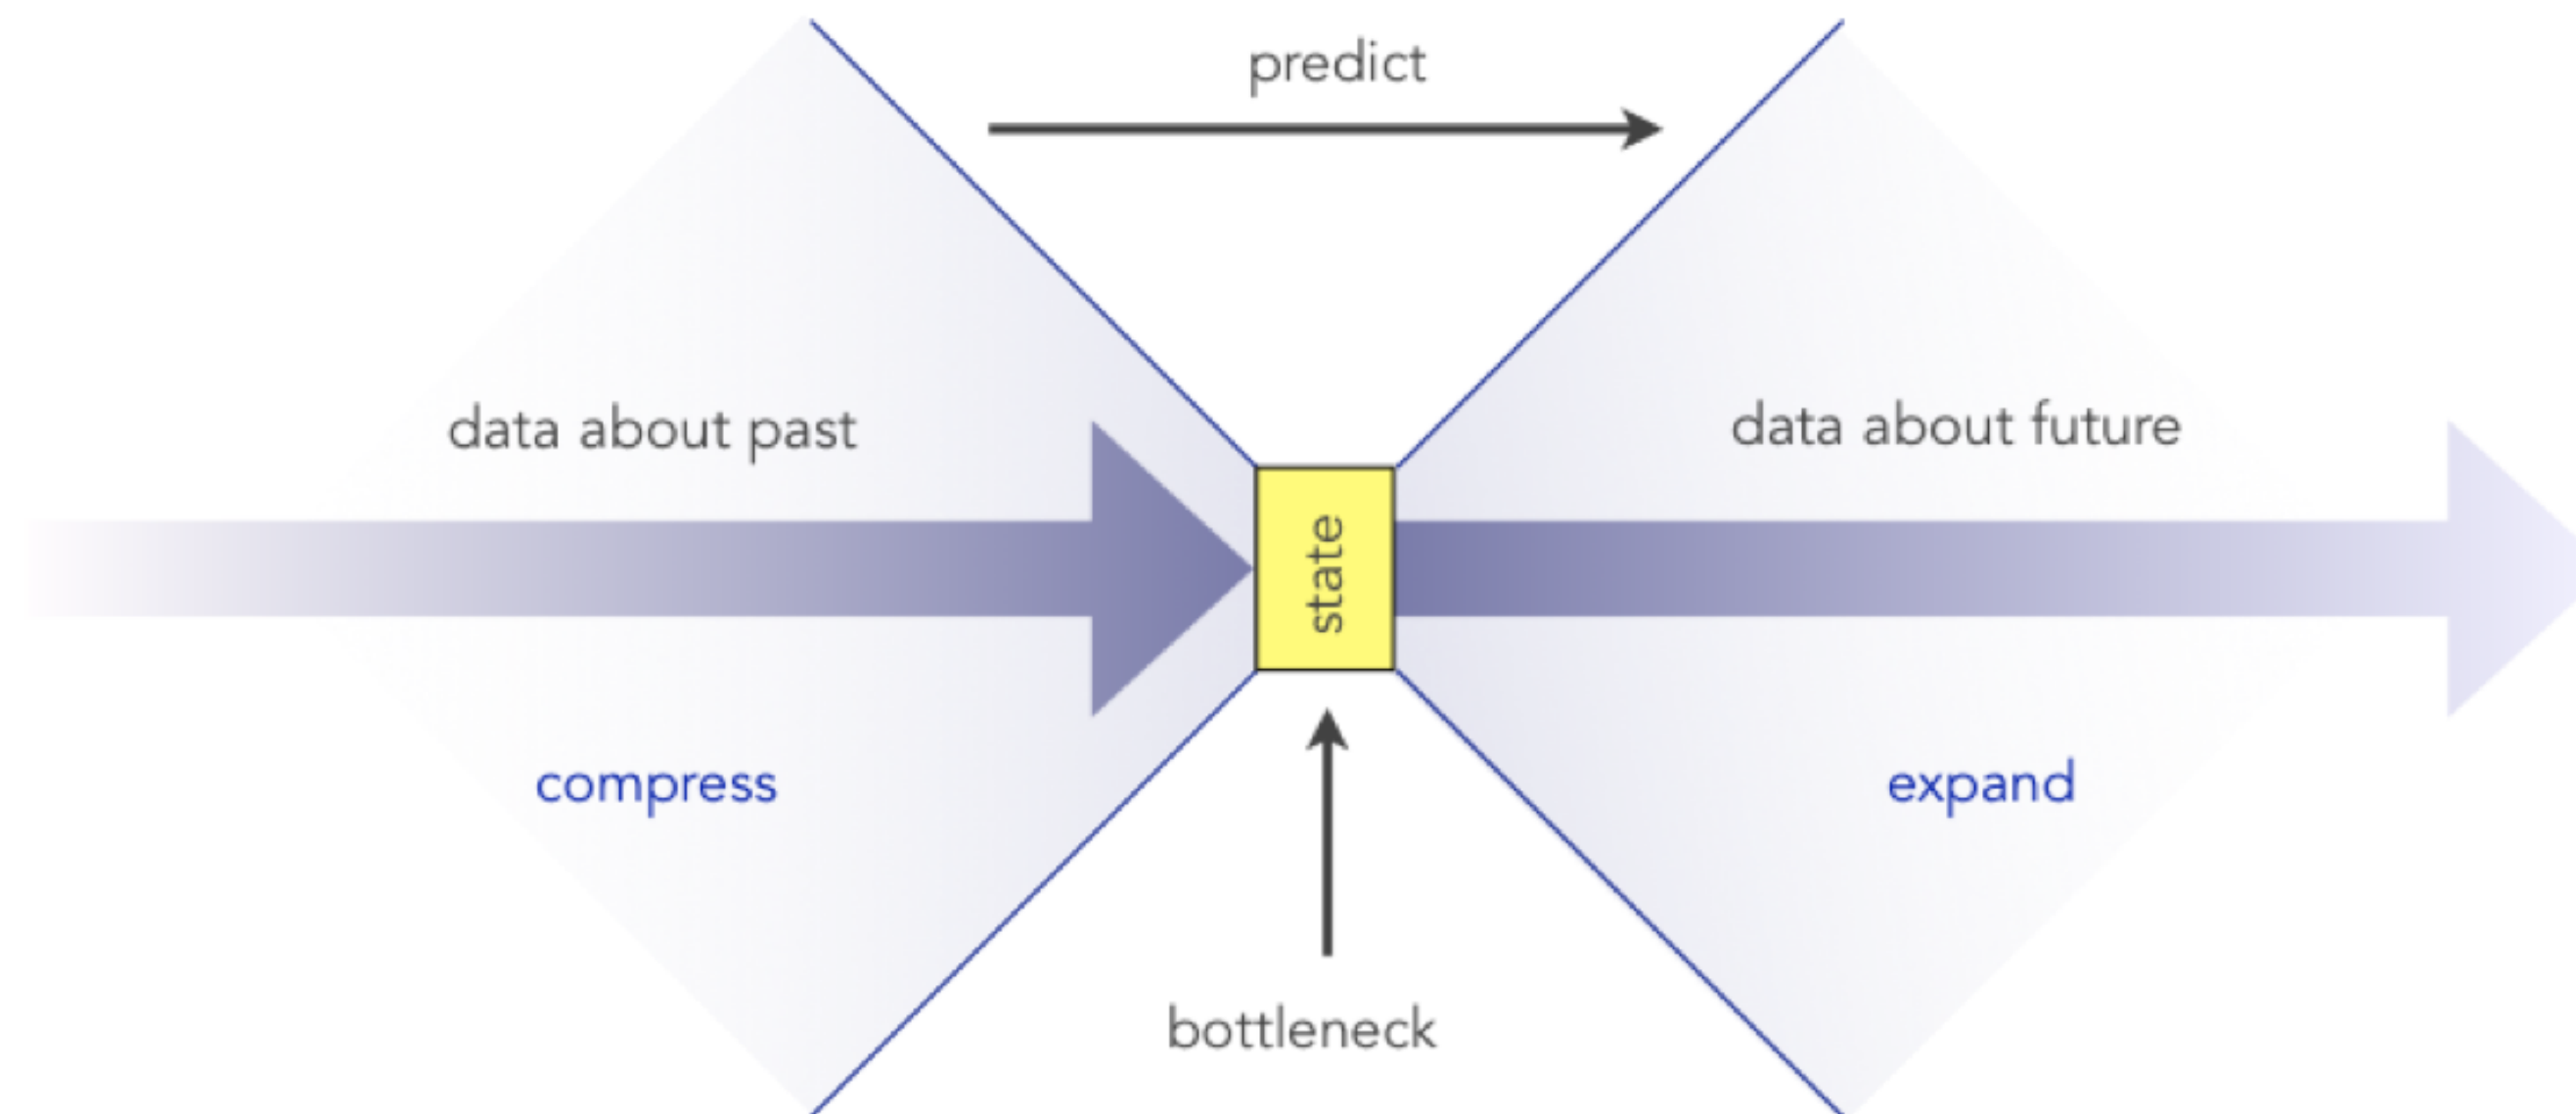 predict
data about past
data about future
state
compress
expand
bottleneck